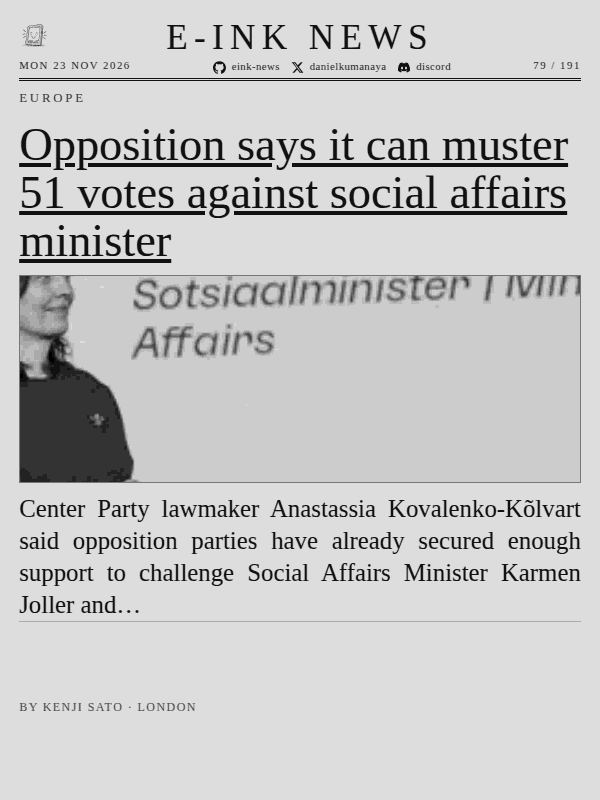 E-INK NEWS
MON 23 NOV 2026
eink-news danielkumanaya discord
79 / 191
EUROPE
Opposition says it can muster
51 votes against social affairs
minister
Sotsiaalminister | Min
Affairs
Center Party lawmaker Anastassia Kovalenko-Kõlvart
said opposition parties have already secured enough
support to challenge Social Affairs Minister Karmen
Joller and…
BY KENJI SATO · LONDON